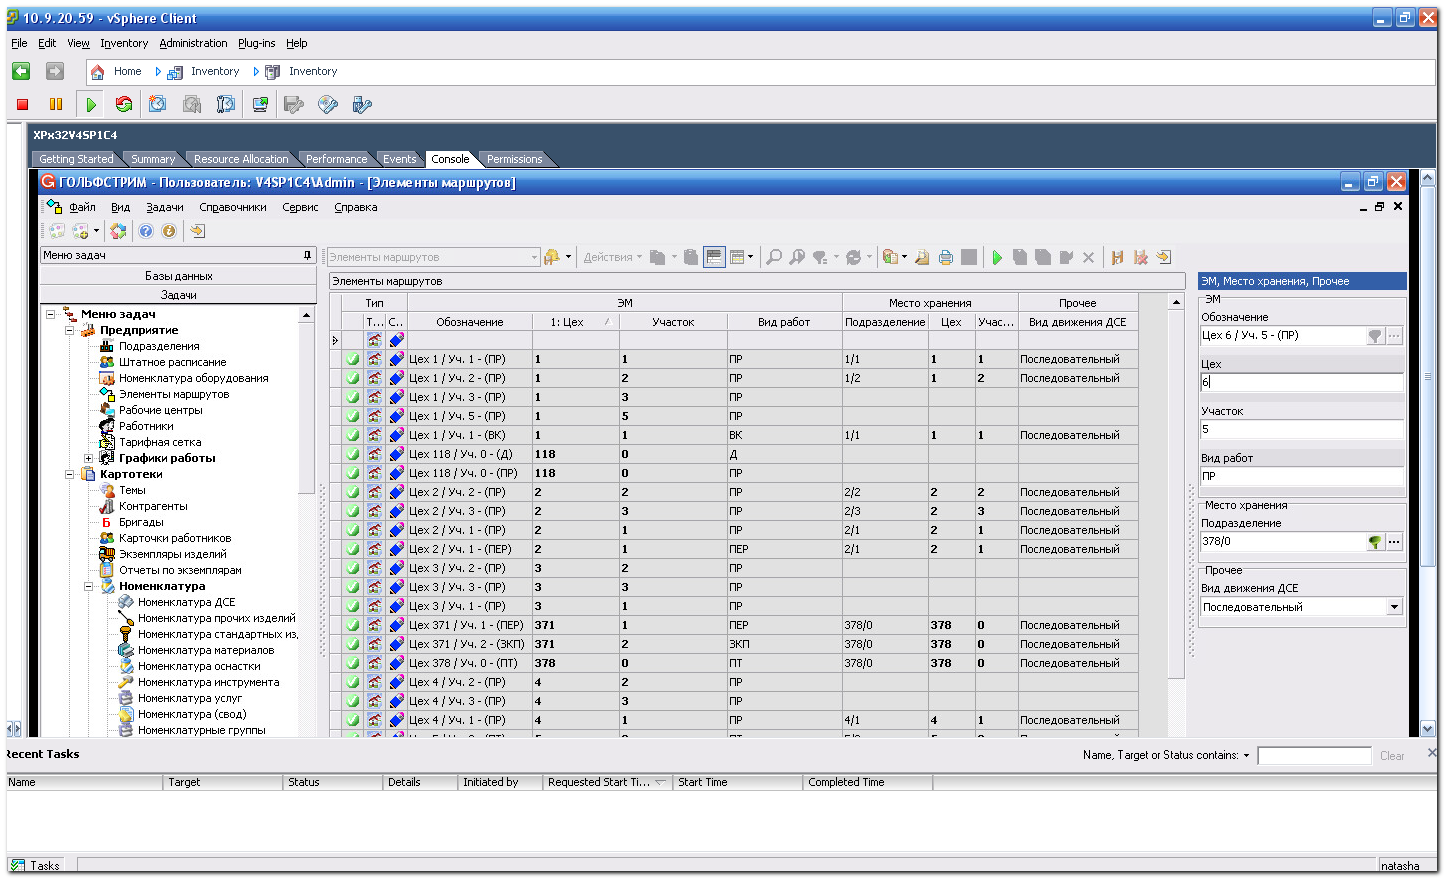 10.9.20.59 - vSphere Client
File Edit View Inventory Administration Plug-ins Help
Home Inventory Inventory
XPx32V4SP1C4
Getting Started Summary Resource Allocation Performance Events Console Permissions
ГОЛЬФСТРИМ - Пользователь: V4SP1C4\Admin - [Элементы маршрутов]
Файл Вид Задачи Справочники Сервис Справка
Меню задач
Базы данных
Задачи
Меню задач
Предприятие
Подразделения
Штатное расписание
Номенклатура оборудования
Элементы маршрутов
Рабочие центры
Работники
Тарифная сетка
Графики работы
Картотеки
Темы
Контрагенты
Бригады
Карточки работников
Экземпляры изделий
Отчеты по экземплярам
Номенклатура
Номенклатура ДСЕ
Номенклатура прочих изделий
Номенклатура стандартных из,
Номенклатура материалов
Номенклатура оснастки
Номенклатура инструмента
Номенклатура услуг
Номенклатура (свод)
Номенклатурные группы
Элементы маршрутов Действия
Элементы маршрутов
Тип ЭМ Место хранения Прочее
Т... С.. Обозначение 1: Цех Участок Вид работ Подразделение Цех Учас... Вид движения ДСЕ
Цех 1 / Уч. 1 - (ПР) 1 1 ПР 1/1 1 1 Последовательный
Цех 1 / Уч. 2 - (ПР) 1 2 ПР 1/2 1 2 Последовательный
Цех 1 / Уч. 3 - (ПР) 1 3 ПР
Цех 1 / Уч. 5 - (ПР) 1 5 ПР
Цех 1 / Уч. 1 - (ВК) 1 1 ВК 1/1 1 1 Последовательный
Цех 118 / Уч. 0 - (Д) 118 0 Д
Цех 118 / Уч. 0 - (ПР) 118 0 ПР
Цех 2 / Уч. 2 - (ПР) 2 2 ПР 2/2 2 2 Последовательный
Цех 2 / Уч. 3 - (ПР) 2 3 ПР 2/3 2 3 Последовательный
Цех 2 / Уч. 1 - (ПР) 2 1 ПР 2/1 2 1 Последовательный
Цех 2 / Уч. 1 - (ПЕР) 2 1 ПЕР 2/1 2 1 Последовательный
Цех 3 / Уч. 2 - (ПР) 3 2 ПР
Цех 3 / Уч. 3 - (ПР) 3 3 ПР
Цех 3 / Уч. 1 - (ПР) 3 1 ПР
Цех 371 / Уч. 1 - (ПЕР) 371 1 ПЕР 378/0 378 0 Последовательный
Цех 371 / Уч. 2 - (ЗКП) 371 2 ЗКП 378/0 378 0 Последовательный
Цех 378 / Уч. 0 - (ПТ) 378 0 ПТ 378/0 378 0 Последовательный
Цех 4 / Уч. 2 - (ПР) 4 2 ПР
Цех 4 / Уч. 3 - (ПР) 4 3 ПР
Цех 4 / Уч. 1 - (ПР) 4 1 ПР 4/1 4 1 Последовательный
ЭМ, Место хранения, Прочее
ЭМ
Обозначение
Цех 6 / Уч. 5 - (ПР)
Цех
6
Участок
5
Вид работ
ПР
Место хранения
Подразделение
378/0
Прочее
Вид движения ДСЕ
Последовательный
Recent Tasks Name, Target or Status contains: Clear
Name Target Status Details Initiated by Requested Start Ti... Start Time Completed Time
Tasks natasha